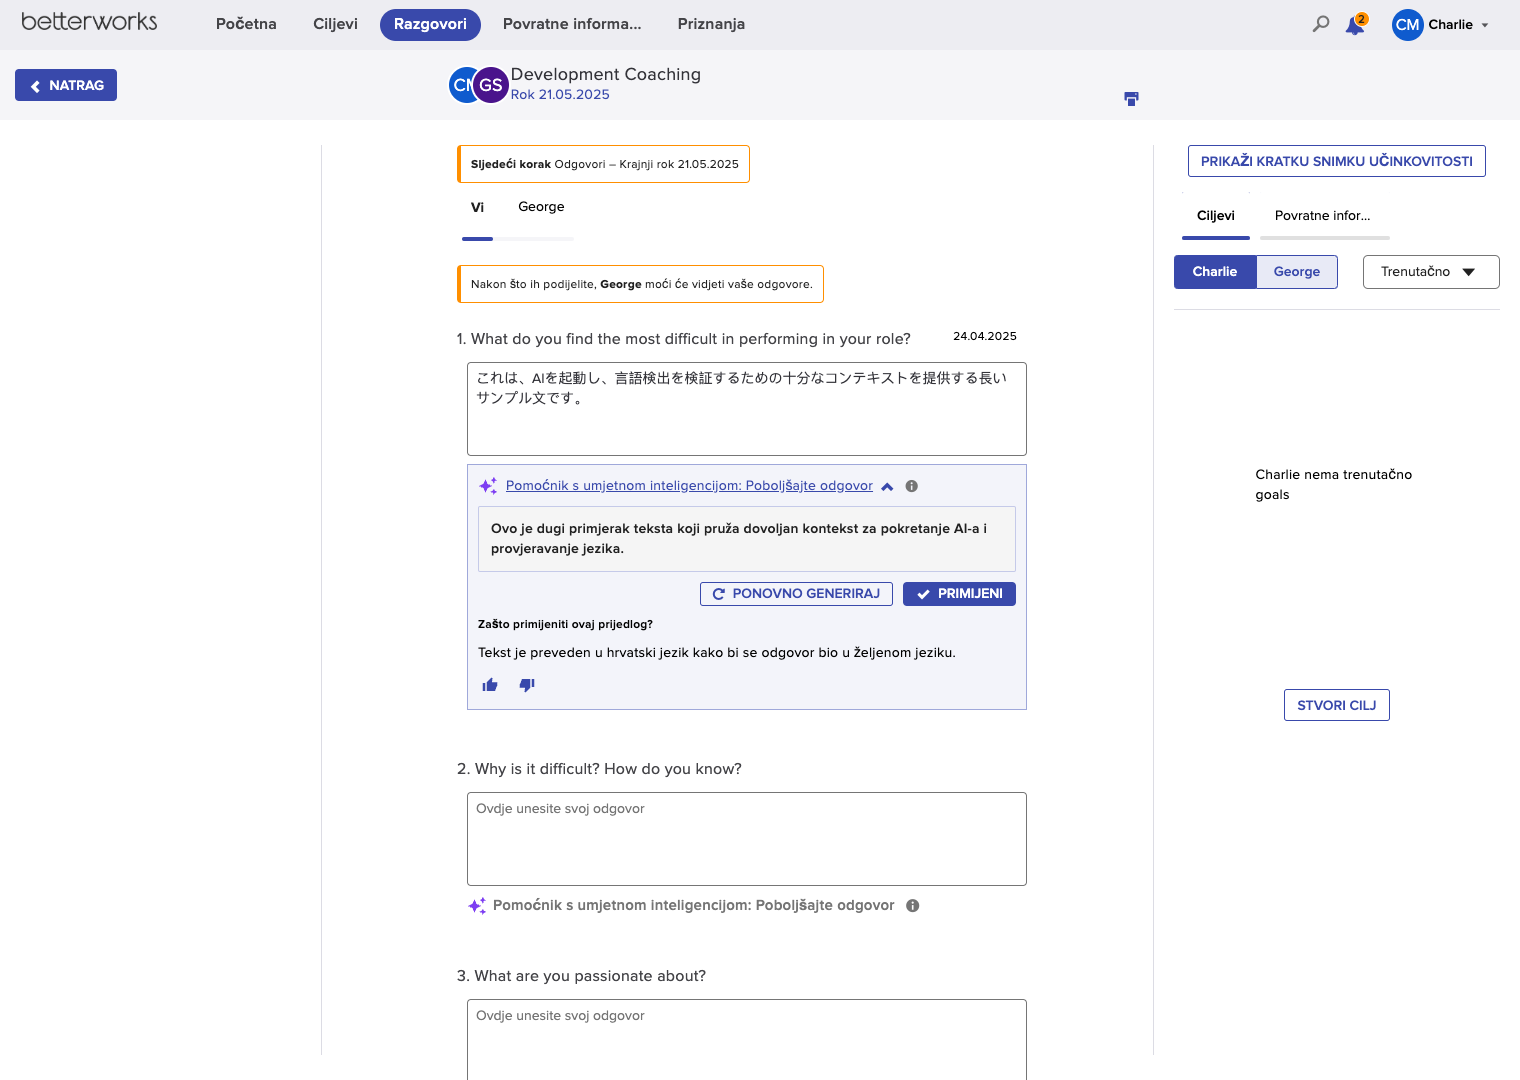 betterworks
Početna
Ciljevi
Razgovori
Povratne informa...
Priznanja
2
CM
Charlie
NATRAG
CM
GS
Development Coaching
Rok 21.05.2025
Sljedeći korak Odgovori – Krajnji rok 21.05.2025
Vi
George
Nakon što ih podijelite, George moći će vidjeti vaše odgovore.
1. What do you find the most difficult in performing in your role?
24.04.2025
これは、AIを起動し、言語検出を検証するための十分なコンテキストを提供する長い
サンプル文です。
Pomoćnik s umjetnom inteligencijom: Poboljšajte odgovor
Ovo je dugi primjerak teksta koji pruža dovoljan kontekst za pokretanje AI-a i
provjeravanje jezika.
PONOVNO GENERIRAJ
PRIMIJENI
Zašto primijeniti ovaj prijedlog?
Tekst je preveden u hrvatski jezik kako bi se odgovor bio u željenom jeziku.
2. Why is it difficult? How do you know?
Ovdje unesite svoj odgovor
Pomoćnik s umjetnom inteligencijom: Poboljšajte odgovor
3. What are you passionate about?
Ovdje unesite svoj odgovor
PRIKAŽI KRATKU SNIMKU UČINKOVITOSTI
Ciljevi
Povratne infor...
Charlie
George
Trenutačno
Charlie nema trenutačno
goals
STVORI CILJ